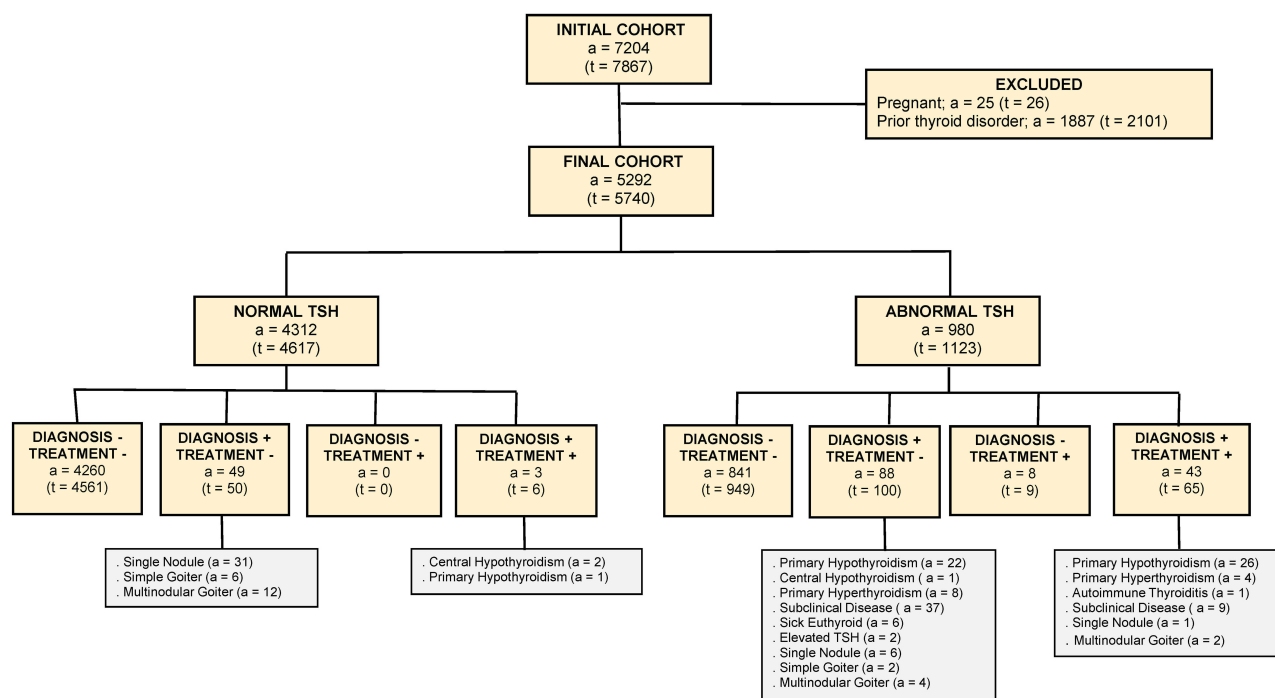 INITIAL COHORT
a = 7204
(t = 7867)
EXCLUDED
Pregnant; a = 25 (t = 26)
Prior thyroid disorder; a = 1887 (t = 2101)
FINAL COHORT
a = 5292
(t = 5740)
NORMAL TSH
a = 4312
(t = 4617)
ABNORMAL TSH
a = 980
(t = 1123)
DIAGNOSIS -
TREATMENT -
a = 4260
(t = 4561)
DIAGNOSIS +
TREATMENT -
a = 49
(t = 50)
DIAGNOSIS -
TREATMENT +
a = 0
(t = 0)
DIAGNOSIS +
TREATMENT +
a = 3
(t = 6)
DIAGNOSIS -
TREATMENT -
a = 841
(t = 949)
DIAGNOSIS +
TREATMENT -
a = 88
(t = 100)
DIAGNOSIS -
TREATMENT +
a = 8
(t = 9)
DIAGNOSIS +
TREATMENT +
a = 43
(t = 65)
. Single Nodule (a = 31)
. Simple Goiter (a = 6)
. Multinodular Goiter (a = 12)
. Central Hypothyroidism (a = 2)
. Primary Hypothyroidism (a = 1)
. Primary Hypothyroidism (a = 22)
. Central Hypothyroidism ( a = 1)
. Primary Hyperthyroidism (a = 8)
. Subclinical Disease ( a = 37)
. Sick Euthyroid (a = 6)
. Elevated TSH (a = 2)
. Single Nodule (a = 6)
. Simple Goiter (a = 2)
. Multinodular Goiter (a = 4)
. Primary Hypothyroidism (a = 26)
. Primary Hyperthyroidism (a = 4)
. Autoimmune Thyroiditis (a = 1)
. Subclinical Disease ( a = 9)
. Single Nodule (a = 1)
. Multinodular Goiter (a = 2)